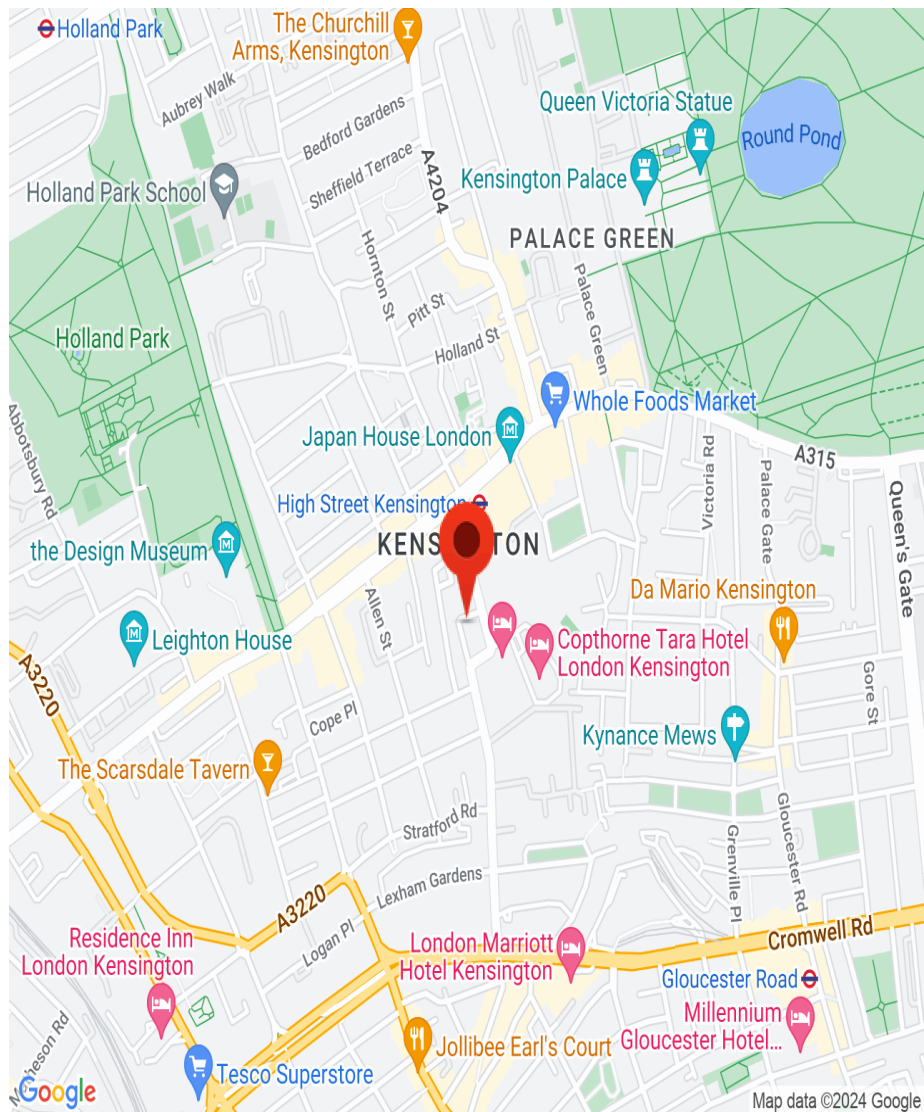 Holland Park
The Churchill
Arms, Kensington
Aubrey Walk
Bedford Gardens
Sheffield Terrace
A4204
Queen Victoria Statue
Round Pond
Holland Park School
Kensington Palace
PALACE GREEN
Hornton St
Palace Green
Pitt St
Holland St
Holland Park
Abbotsbury Rd
Whole Foods Market
Japan House London
A315
Victoria Rd
Palace Gate
Queen's Gate
High Street Kensington
the Design Museum
Allen St
Da Mario Kensington
Leighton House
Copthorne Tara Hotel
London Kensington
A3220
Gore St
Cope Pl
Kynance Mews
The Scarsdale Tavern
Stratford Rd
Gloucester Rd
Grenville Pl
Lexham Gardens
A3220
Logan Pl
Cromwell Rd
Residence Inn
London Kensington
London Marriott
Hotel Kensington
Gloucester Road
Millennium
Gloucester Hotel...
Jollibee Earl's Court
Tesco Superstore
Google
Map data ©2024 Google